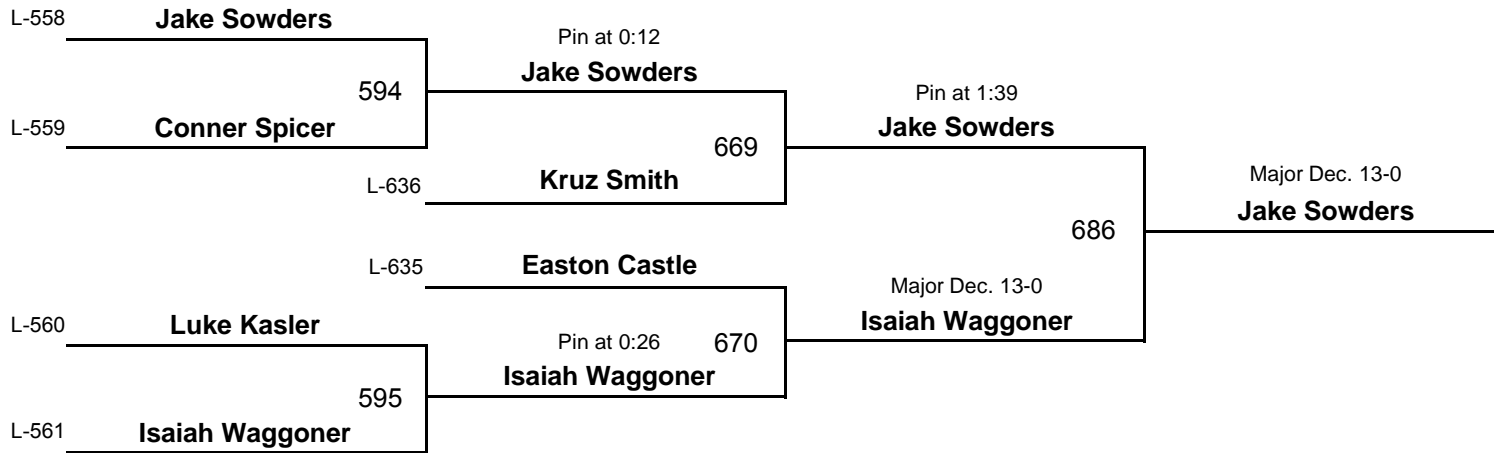 L-558
Jake Sowders
Pin at 0:12
Jake Sowders
594
Pin at 1:39
Jake Sowders
L-559
Conner Spicer
669
L-636
Kruz Smith
Major Dec. 13-0
Jake Sowders
686
L-635
Easton Castle
Major Dec. 13-0
Isaiah Waggoner
L-560
Luke Kasler
Pin at 0:26
670
Isaiah Waggoner
595
L-561
Isaiah Waggoner